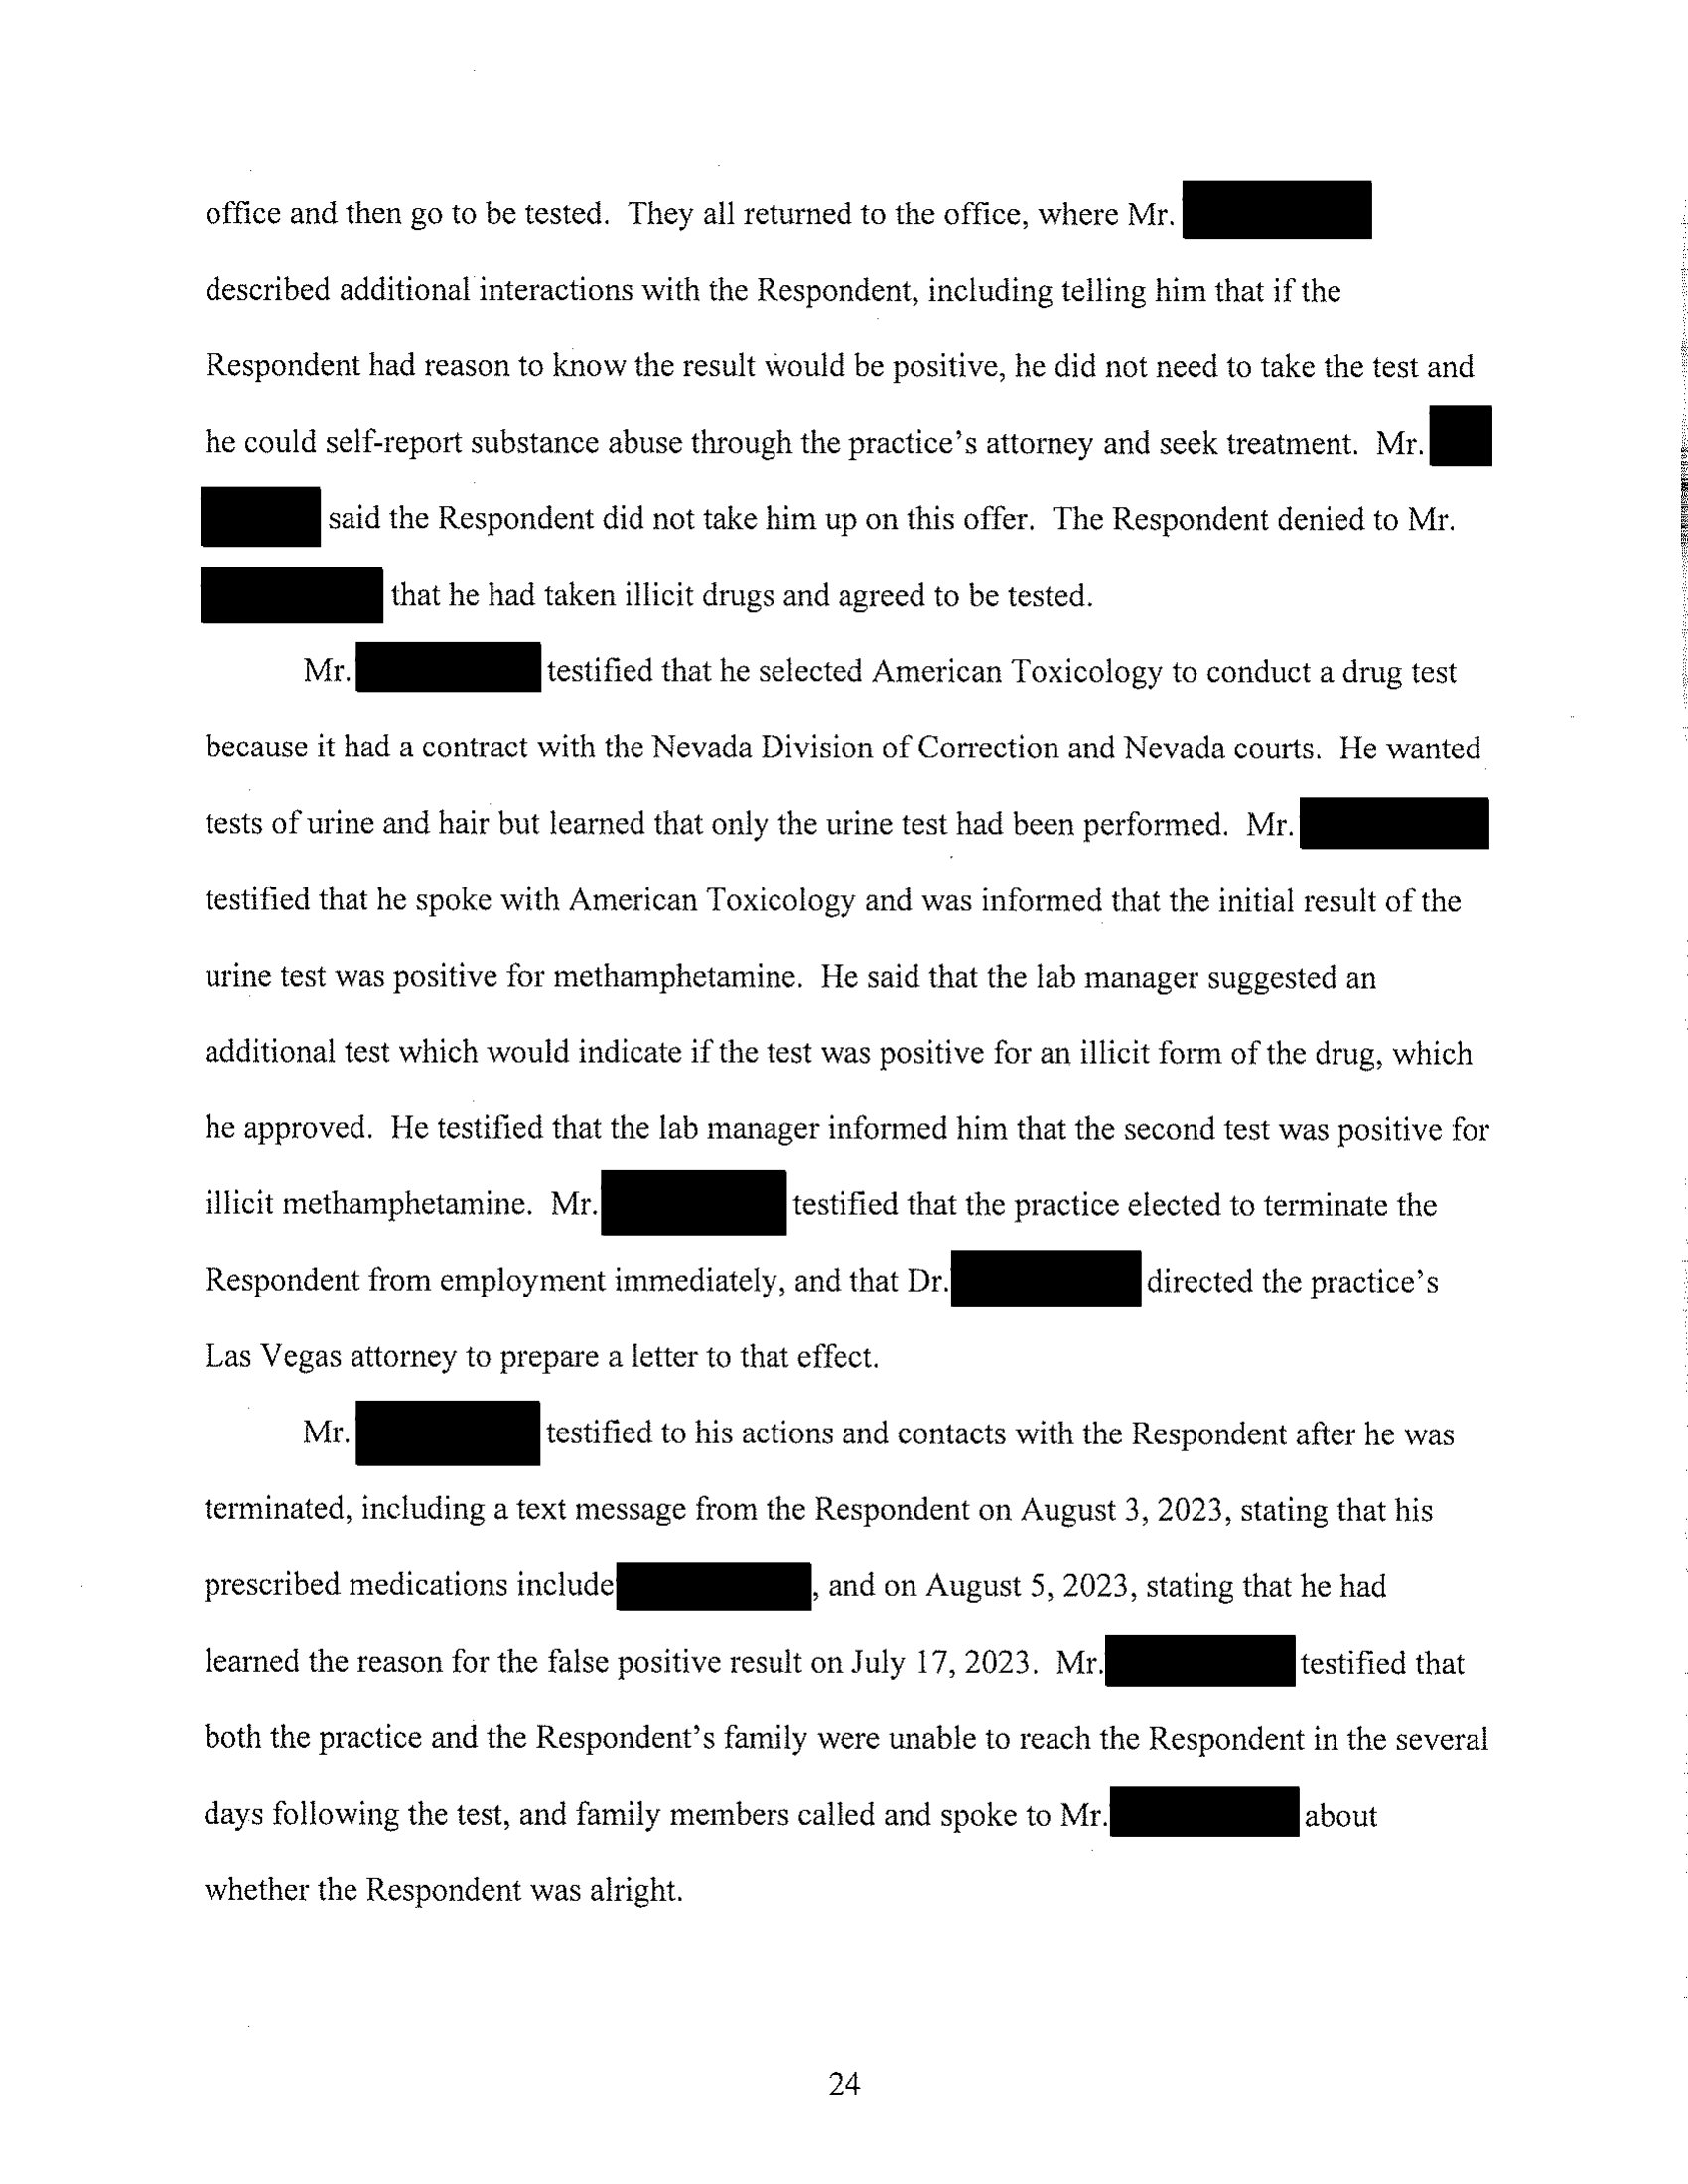 office and then go to be tested. They all returned to the office, where Mr.
described additional interactions with the Respondent, including telling him that if the
Respondent had reason to know the result would be positive, he did not need to take the test and
he could self-report substance abuse through the practice's attorney and seek treatment. Mr.
said the Respondent did not take him up on this offer. The Respondent denied to Mr.
that he had taken illicit drugs and agreed to be tested.
Mr. testified that he selected American Toxicology to conduct a drug test
because it had a contract with the Nevada Division of Correction and Nevada courts. He wanted
tests of urine and hair but learned that only the urine test had been performed. Mr.
testified that he spoke with American Toxicology and was informed that the initial result of the
urine test was positive for methamphetamine. He said that the lab manager suggested an
additional test which would indicate if the test was positive for an illicit form of the drug, which
he approved. He testified that the lab manager informed him that the second test was positive for
illicit methamphetamine. Mr. testified that the practice elected to terminate the
Respondent from employment immediately, and that Dr. directed the practice's
Las Vegas attorney to prepare a letter to that effect.
Mr. testified to his actions and contacts with the Respondent after he was
terminated, including a text message from the Respondent on August 3, 2023, stating that his
prescribed medications include , and on August 5, 2023, stating that he had
learned the reason for the false positive result on July 17, 2023. Mr. testified that
both the practice and the Respondent's family were unable to reach the Respondent in the several
days following the test, and family members called and spoke to Mr. about
whether the Respondent was alright.
24